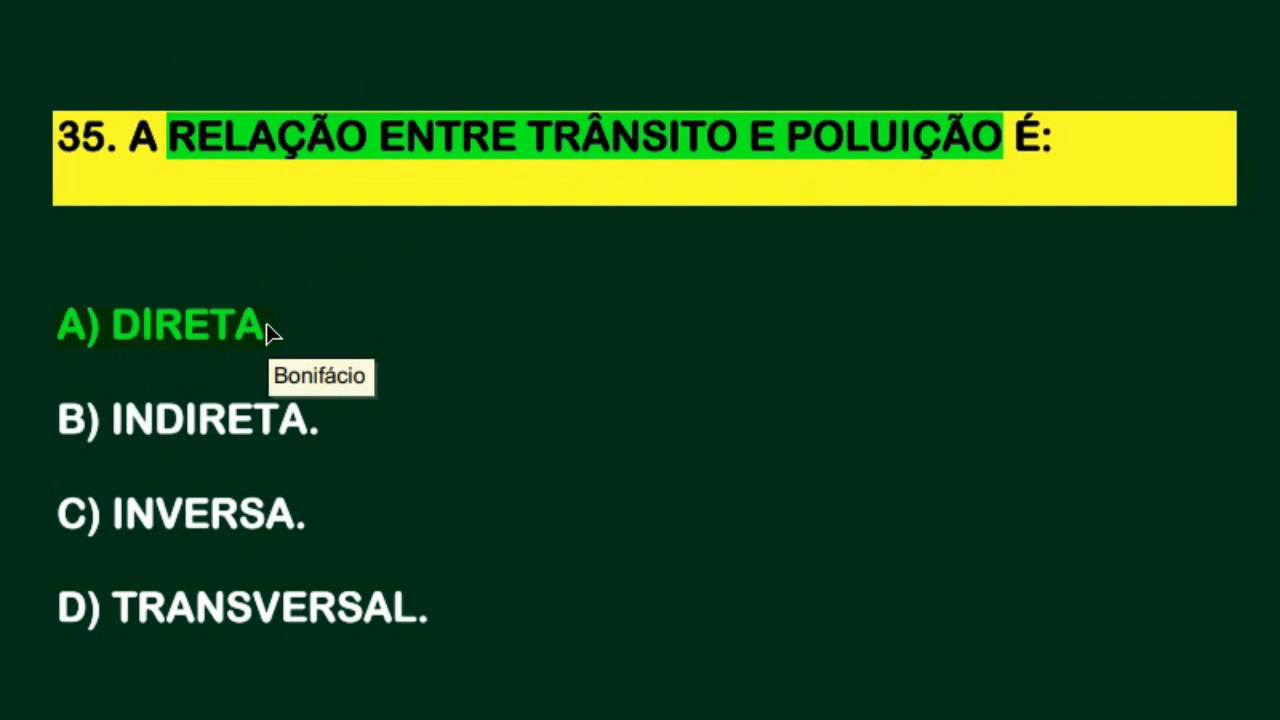 35. A RELAÇÃO ENTRE TRÂNSITO E POLUIÇÃO É:
A) DIRETA.
Bonifácio
B) INDIRETA.
C) INVERSA.
D) TRANSVERSAL.